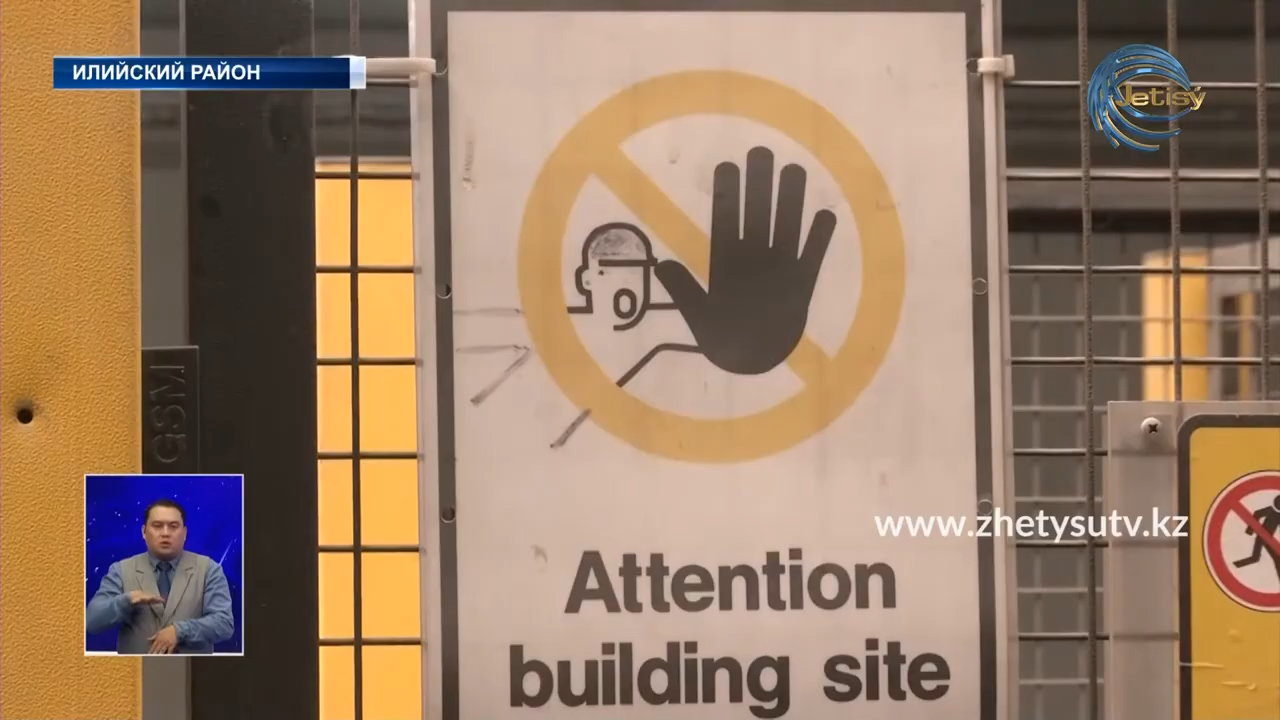 ИЛИЙСКИЙ РАЙОН
Jetisý
GSM
www.zhetysutv.kz
Attention
building site